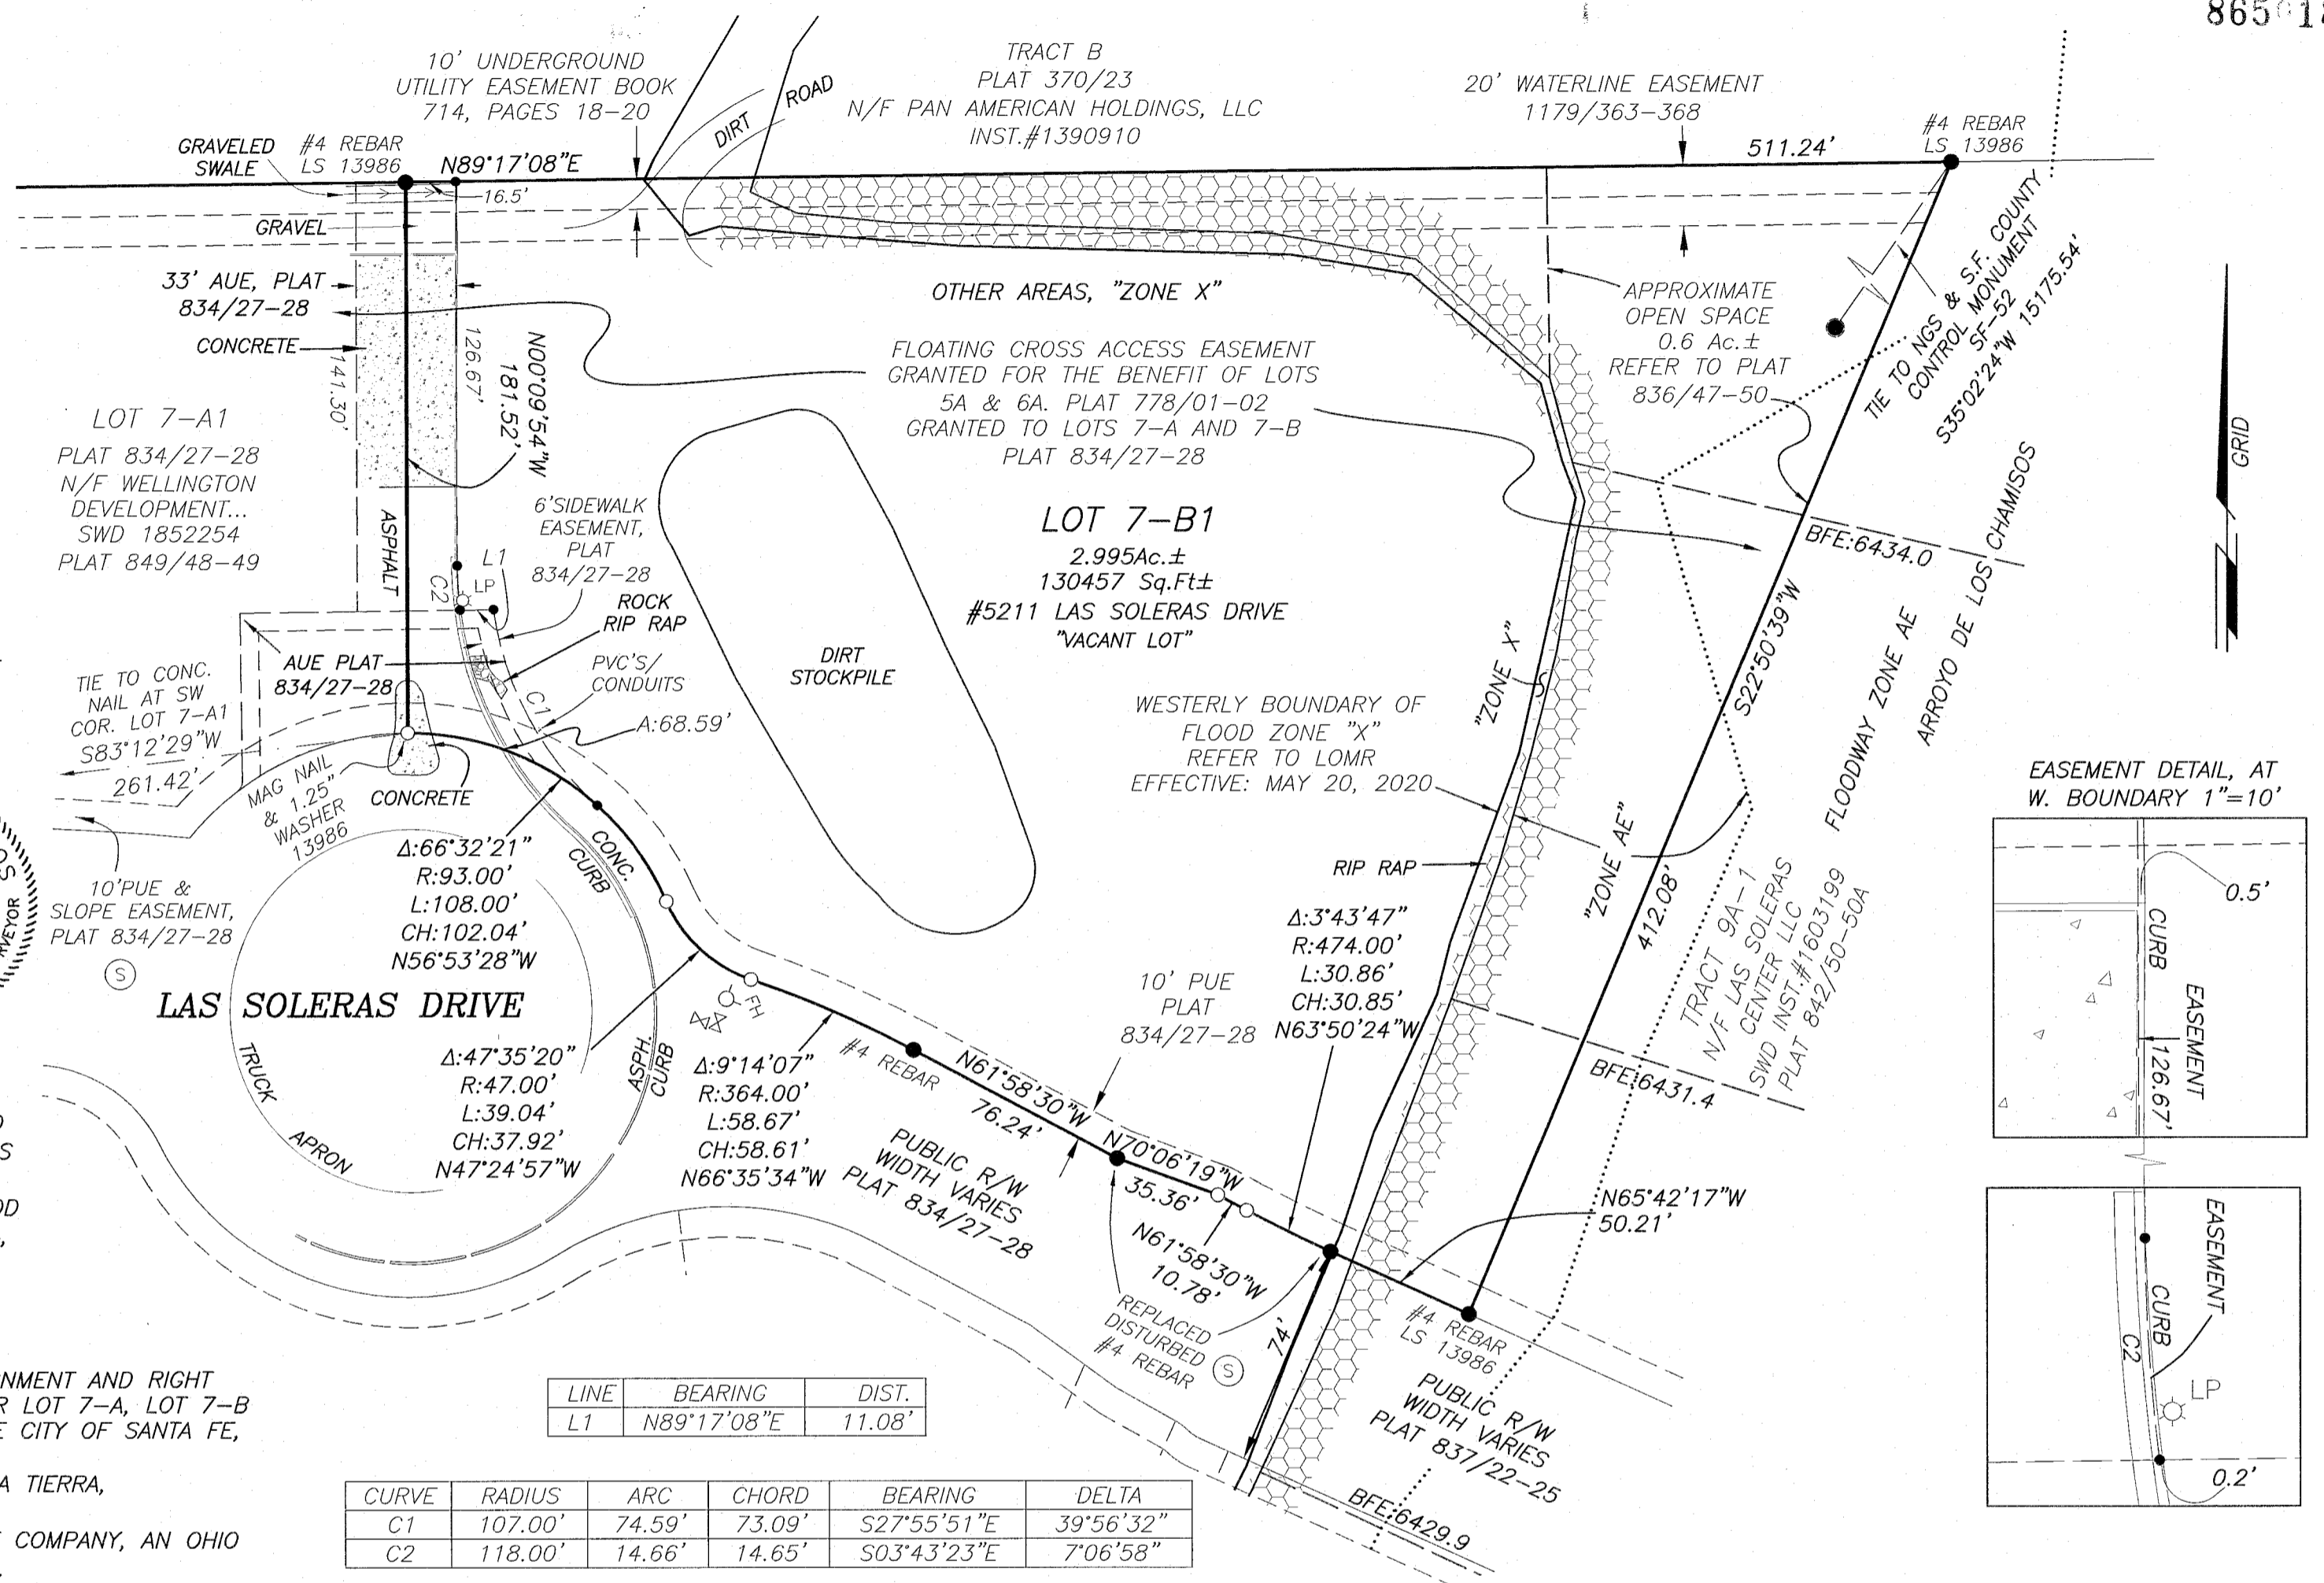 10' UNDERGROUND
UTILITY EASEMENT BOOK
714, PAGES 18-20
TRACT B
PLAT 370/23
N/F PAN AMERICAN HOLDINGS, LLC
INST.#1390910
DIRT
ROAD
20' WATERLINE EASEMENT
1179/363-368
#4 REBAR
LS 13986
511.24'
GRAVELED
SWALE
#4 REBAR
LS 13986
N89°17'08"E
16.5'
GRAVEL
33' AUE, PLAT
834/27-28
CONCRETE
141.30'
126.67'
N00°09'54"W
181.52'
OTHER AREAS, "ZONE X"
FLOATING CROSS ACCESS EASEMENT
GRANTED FOR THE BENEFIT OF LOTS
5A & 6A. PLAT 778/01-02
GRANTED TO LOTS 7-A AND 7-B
PLAT 834/27-28
APPROXIMATE
OPEN SPACE
0.6 Ac.±
REFER TO PLAT
836/47-50
TIE TO NGS & S.F. COUNTY
CONTROL MONUMENT
SF-52
S35°02'24"W 15175.54'
GRID
LOT 7-A1
PLAT 834/27-28
N/F WELLINGTON
DEVELOPMENT...
SWD 1852254
PLAT 849/48-49
ASPHALT
C2
L1
LP
6'SIDEWALK
EASEMENT,
PLAT
834/27-28
ROCK
RIP RAP
PVC'S/
CONDUITS
C1
A:68.59'
LOT 7-B1
2.995Ac.±
130457 Sq.Ft±
#5211 LAS SOLERAS DRIVE
"VACANT LOT"
DIRT
STOCKPILE
BFE:6434.0
S22°50'39"W
412.08'
FLOODWAY ZONE AE
ARROYO DE LOS CHAMISOS
"ZONE X"
"ZONE AE"
WESTERLY BOUNDARY OF
FLOOD ZONE "X"
REFER TO LOMR
EFFECTIVE: MAY 20, 2020
AUE PLAT
834/27-28
TIE TO CONC.
NAIL AT SW
COR. LOT 7-A1
S83°12'29"W
261.42'
MAG NAIL
& 1.25"
WASHER
13986
CONCRETE
10'PUE &
SLOPE EASEMENT,
PLAT 834/27-28
S
Δ:66°32'21"
R:93.00'
L:108.00'
CH:102.04'
N56°53'28"W
CONC.
CURB
LAS SOLERAS DRIVE
TRUCK
APRON
ASPH.
CURB
FH
Δ:47°35'20"
R:47.00'
L:39.04'
CH:37.92'
N47°24'57"W
Δ:9°14'07"
R:364.00'
L:58.67'
CH:58.61'
N66°35'34"W
#4 REBAR
N61°58'30"W
76.24'
10' PUE
PLAT
834/27-28
RIP RAP
Δ:3°43'47"
R:474.00'
L:30.86'
CH:30.85'
N63°50'24"W
PUBLIC R/W
WIDTH VARIES
PLAT 834/27-28
N70°06'19"W
35.36'
N61°58'30"W
10.78'
REPLACED
DISTURBED
#4 REBAR
S
74'
N65°42'17"W
50.21'
BFE:6431.4
TRACT 9A-1
N/F LAS SOLERAS
CENTER LLC
SWD INST.#1603199
PLAT 842/50-50A
#4 REBAR
LS 13986
PUBLIC R/W
WIDTH VARIES
PLAT 837/22-25
BFE:6429.9
EASEMENT DETAIL, AT
W. BOUNDARY 1"=10'
0.5'
CURB
EASEMENT
126.67'
EASEMENT
CURB
C2
LP
0.2'
NMENT AND RIGHT
R LOT 7-A, LOT 7-B
E CITY OF SANTA FE,
A TIERRA,
COMPANY, AN OHIO
LINE BEARING DIST.
L1 N89°17'08"E 11.08'
CURVE RADIUS ARC CHORD BEARING DELTA
C1 107.00' 74.59' 73.09' S27°55'51"E 39°56'32"
C2 118.00' 14.66' 14.65' S03°43'23"E 7°06'58"